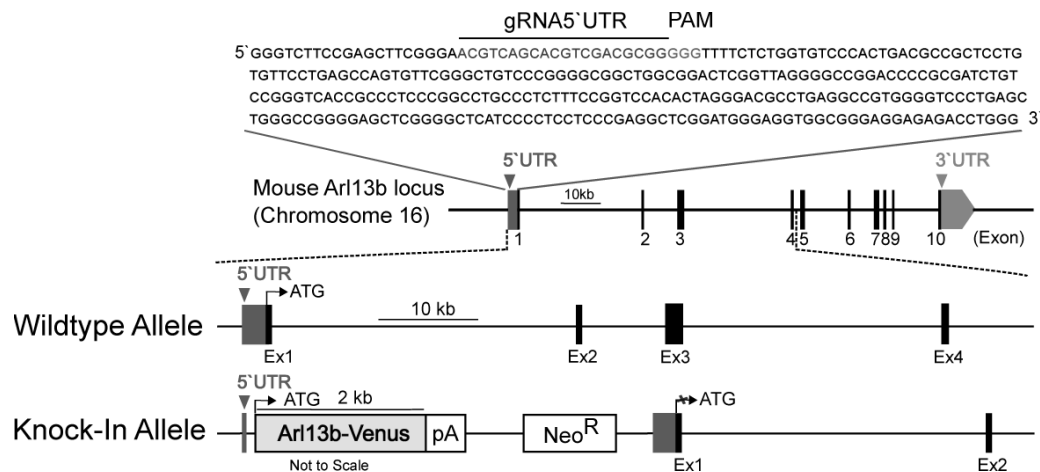 gRNA5`UTR PAM
5` GGGTCTTCCGAGCTTCGGGAACGTCAGCACGTCGACGCGGGGGTTTTCTCTGGTGTCCCACTGACGCCGCTCCTG
TGTTCCTGAGCCAGTGTTCGGGCTGTCCCGGGGCGGCTGGCGGACTCGGTTAGGGGCCGGACCCCGCGATCTGT
CCGGGTCACCGCCCTCCCGGCCTGCCCTCTTTCCGGTCCACACTAGGGACGCCTGAGGCCGTGGGGTCCCTGAGC
TGGGCCGGGGAGCTCGGGGCTCATCCCCTCCTCCCGAGGCTCGGATGGGAGGTGGCGGGAGGAGAGACCTGGG 3`
5`UTR 3`UTR
Mouse Arl13b locus 10kb
(Chromosome 16)
1 2 3 4 5 6 7 8 9 10 (Exon)
5`UTR
ATG 10 kb
Wildtype Allele
Ex1 Ex2 Ex3 Ex4
5`UTR
ATG 2 kb ATG
Knock-In Allele Arl13b-Venus pA Neo^R
Not to Scale Ex1 Ex2